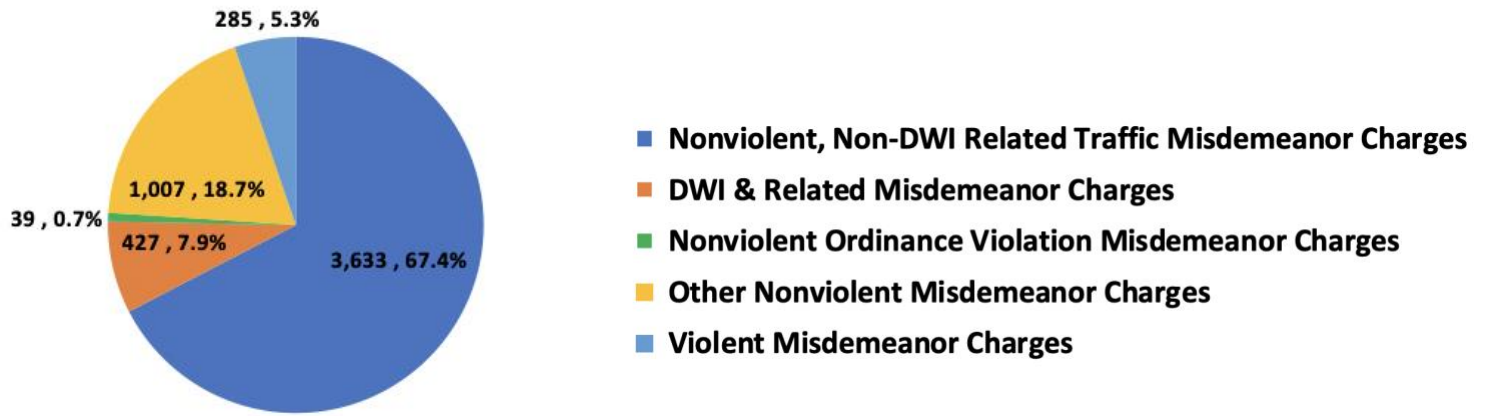 285 , 5.3%
1,007 , 18.7%
39 , 0.7%
427 , 7.9%
3,633 , 67.4%
Nonviolent, Non-DWI Related Traffic Misdemeanor Charges
DWI & Related Misdemeanor Charges
Nonviolent Ordinance Violation Misdemeanor Charges
Other Nonviolent Misdemeanor Charges
Violent Misdemeanor Charges